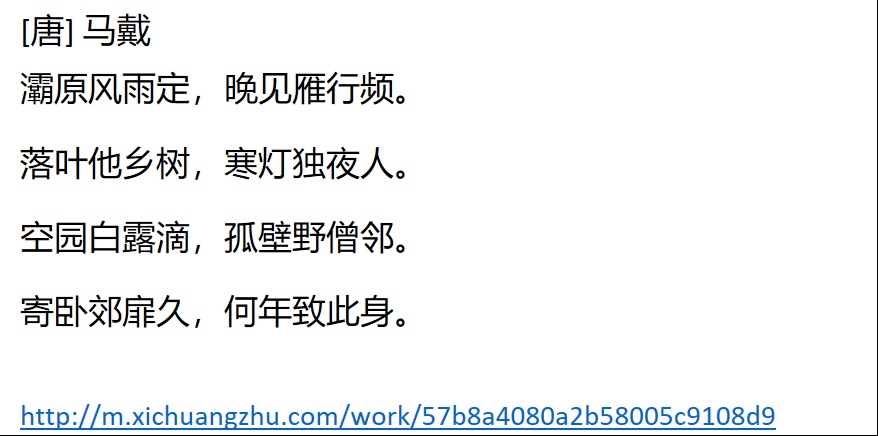 [唐] 马戴
灞原风雨定，晚见雁行频。
落叶他乡树，寒灯独夜人。
空园白露滴，孤壁野僧邻。
寄卧郊扉久，何年致此身。
http://m.xichuangzhu.com/work/57b8a4080a2b58005c9108d9